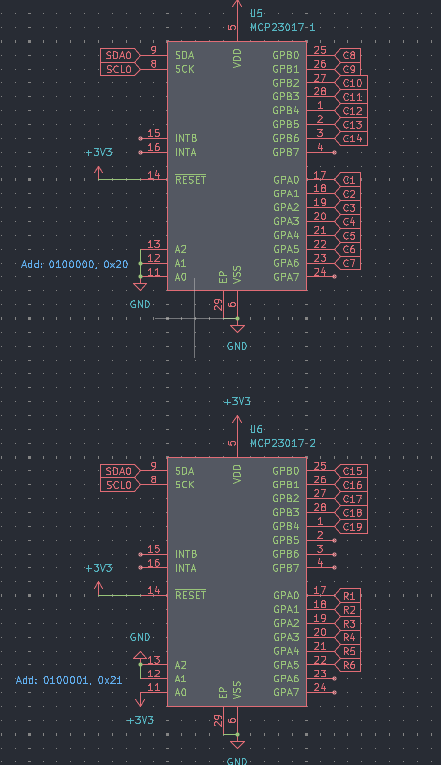 U5
MCP23017-1
5
VDD
SDA0 9 SDA GPB0 25 C8
SCL0 8 SCK GPB1 26 C9
GPB2 27 C10
GPB3 28 C11
GPB4 1 C12
GPB5 2 C13
15 INTB GPB6 3 C14
16 INTA GPB7 4
+3V3
14 RESET GPA0 17 C1
GPA1 18 C2
GPA2 19 C3
GPA3 20 C4
GPA4 21 C5
13 A2 GPA5 22 C6
Add: 0100000, 0x20 12 A1 GPA6 23 C7
11 A0 GPA7 24
EP VSS
GND 29 6
GND
+3V3
U6
MCP23017-2
5
VDD
SDA0 9 SDA GPB0 25 C15
SCL0 8 SCK GPB1 26 C16
GPB2 27 C17
GPB3 28 C18
GPB4 1 C19
GPB5 2
15 INTB GPB6 3
16 INTA GPB7 4
+3V3
14 RESET GPA0 17 R1
GPA1 18 R2
GPA2 19 R3
GPA3 20 R4
GND GPA4 21 R5
13 A2 GPA5 22 R6
Add: 0100001, 0x21 12 A1 GPA6 23
11 A0 GPA7 24
EP VSS
+3V3 29 6
GND